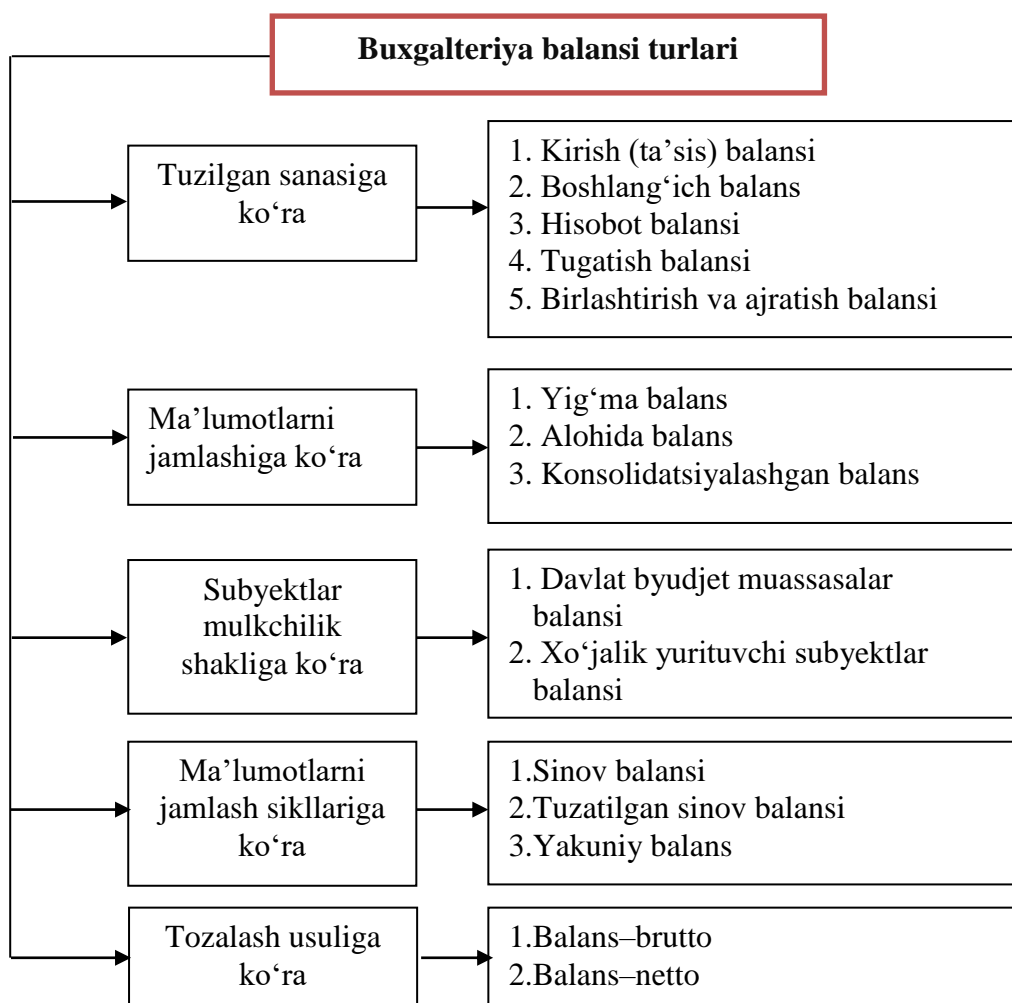 Buxgalteriya balansi turlari
Tuzilgan sanasiga
ko‘ra
1. Kirish (ta’sis) balansi
2. Boshlang‘ich balans
3. Hisobot balansi
4. Tugatish balansi
5. Birlashtirish va ajratish balansi
Ma’lumotlarni
jamlashiga ko‘ra
1. Yig‘ma balans
2. Alohida balans
3. Konsolidatsiyalashgan balans
Subyektlar
mulkchilik
shakliga ko‘ra
1. Davlat byudjet muassasalar
balansi
2. Xo‘jalik yurituvchi subyektlar
balansi
Ma’lumotlarni
jamlash sikllariga
ko‘ra
1.Sinov balansi
2.Tuzatilgan sinov balansi
3.Yakuniy balans
Tozalash usuliga
ko‘ra
1.Balans–brutto
2.Balans–netto